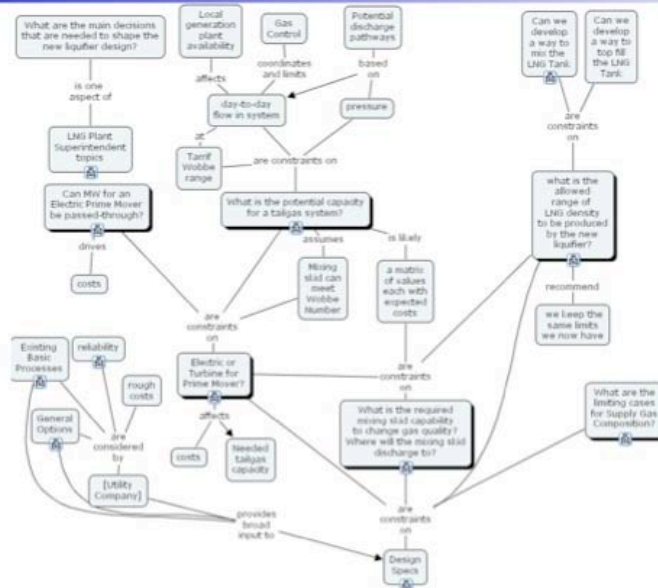 What are the main decisions
that are needed to shape the
new liquifier design?
is one
aspect of
LNG Plant
Superintendent
topics
Can MW for an
Electric Prime Mover
be passed-through?
drives
costs
Local
generation
plant
availability
affects
Gas
Control
coordinates
and limits
Potential
discharge
pathways
based
on
day-to-day
flow in system
pressure
at
Tarrif
Wobbe
range
are constraints on
What is the potential capacity
for a tailgas system?
assumes
Mixing
skid can
meet
Wobbe
Number
is likely
a matrix
of values
each with
expected
costs
Can we
develop
a way to
mix the
LNG Tank
Can we
develop
a way to
top fill
the LNG
Tank
are
constraints
on
what is the
allowed
range of
LNG density
to be produced
by the new
liquifier?
recommend
we keep the
same limits
we now have
are
constraints
on
Electric or
Turbine for
Prime Mover?
affects
costs
Needed
tailgas
capacity
are
constraints
on
What is the required
mixing skid capability
to change gas quality?
Where will the mixing skid
discharge to?
What are the
limiting cases
for Supply Gas
Composition?
Existing
Basic
Processes
reliability
rough
costs
General
Options
are
considered
by
[Utility
Company]
provides
broad
input to
are
constraints
on
Design
Specs